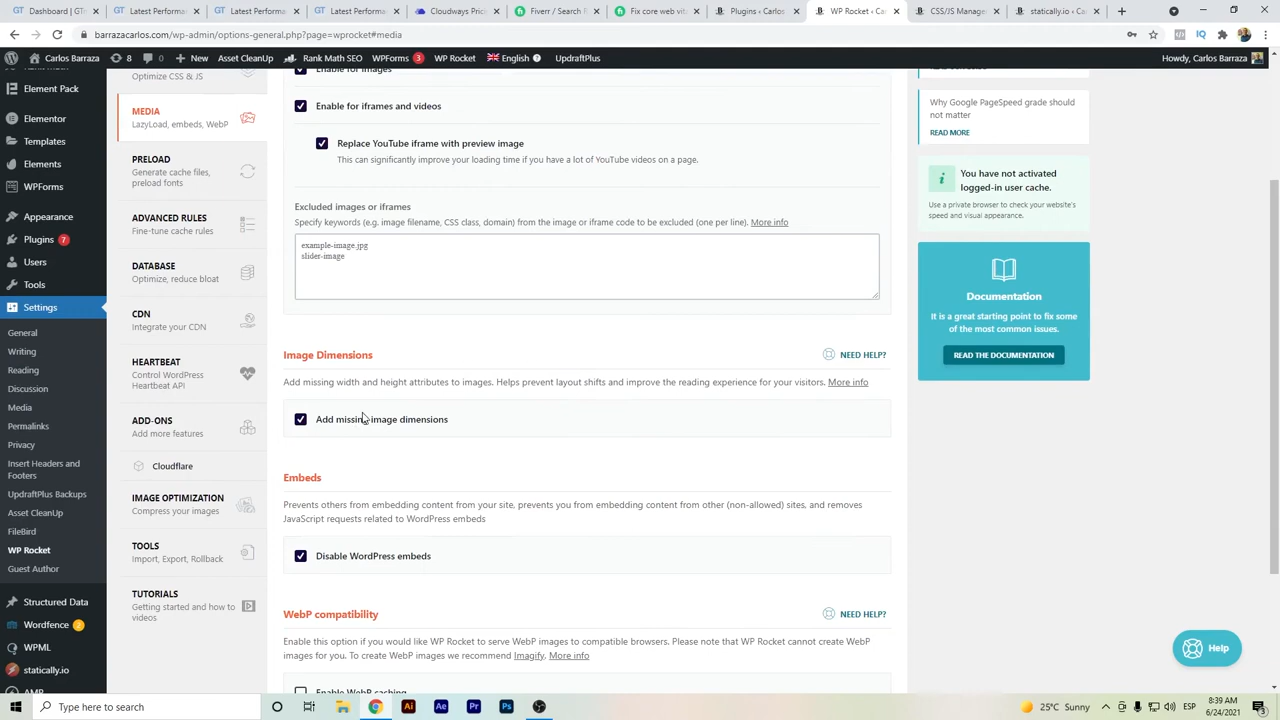 Dashboard | GT
Latest Performa
Latest Performa
Latest Performa
Cloudways Pric
Fiverr / Search R
Fix core web vit
Plugins ‹ Carlos
WP Rocket ‹ Ca
CSS/JS Manager
statically.io ‹ Ca
barrazacarlos.com/wp-admin/options-general.php?page=wprocket#media
Carlos Barraza
8
0
New
Asset CleanUp
Rank Math SEO
WPForms 3
WP Rocket
English
UpdraftPlus
Howdy, Carlos Barraza
Element Pack
Elementor
Templates
Elements
WPForms
Appearance
Plugins 7
Users
Tools
Settings
General
Writing
Reading
Discussion
Media
Permalinks
Privacy
Insert Headers and
Footers
UpdraftPlus Backups
Asset CleanUp
FileBird
WP Rocket
Guest Author
Structured Data
Wordfence 2
WPML
statically.io
AMP
Optimize CSS & JS
MEDIA
LazyLoad, embeds, WebP
PRELOAD
Generate cache files,
preload fonts
ADVANCED RULES
Fine-tune cache rules
DATABASE
Optimize, reduce bloat
CDN
Integrate your CDN
HEARTBEAT
Control WordPress
Heartbeat API
ADD-ONS
Add more features
Cloudflare
IMAGE OPTIMIZATION
Compress your images
TOOLS
Import, Export, Rollback
TUTORIALS
Getting started and how to
videos
Enable for images
Enable for iframes and videos
Replace YouTube iframe with preview image
This can significantly improve your loading time if you have a lot of YouTube videos on a page.
Excluded images or iframes
Specify keywords (e.g. image filename, CSS class, domain) from the image or iframe code to be excluded (one per line). More info
example-image.jpg
slider-image
Image Dimensions
NEED HELP?
Add missing width and height attributes to images. Helps prevent layout shifts and improve the reading experience for your visitors. More info
Add missing image dimensions
Embeds
Prevents others from embedding content from your site, prevents you from embedding content from other (non-allowed) sites, and removes
JavaScript requests related to WordPress embeds
Disable WordPress embeds
WebP compatibility
NEED HELP?
Enable this option if you would like WP Rocket to serve WebP images to compatible browsers. Please note that WP Rocket cannot create WebP
images for you. To create WebP images we recommend Imagify. More info
Enable WebP caching
Why Google PageSpeed grade should
not matter
READ MORE
You have not activated
logged-in user cache.
Use a private browser to check your website's
speed and visual appearance.
Documentation
It is a great starting point to fix some
of the most common issues.
READ THE DOCUMENTATION
Help
Type here to search
25°C Sunny
ESP
8:39 AM
6/24/2021
3